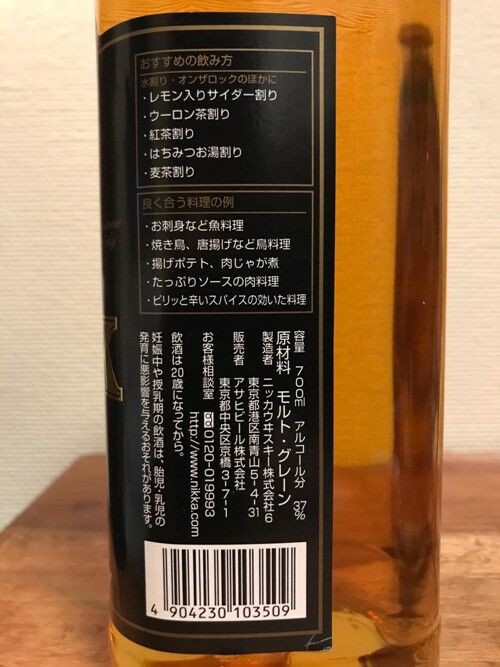 おすすめの飲み方
水割り・オンザロックのほかに
・レモン入りサイダー割り
・ウーロン茶割り
・紅茶割り
・はちみつお湯割り
・麦茶割り
良く合う料理の例
・お刺身など魚料理
・焼き鳥、唐揚げなど鳥料理
・揚げポテト、肉じゃが煮
・たっぷりソースの肉料理
・ピリッと辛いスパイスの効いた料理
容量 700ml アルコール分 37%
原材料 モルト・グレーン
製造者 ニッカウヰスキー株式会社6
東京都港区南青山5-4-31
販売者 アサヒビール株式会社
東京都中央区京橋3-7-1
お客様相談室 0120-019993
http://www.nikka.com
飲酒は20歳になってから。
妊娠中や授乳期の飲酒は、胎児・乳児の
発育に悪影響を与えるおそれがあります。
K
4 904230 103509